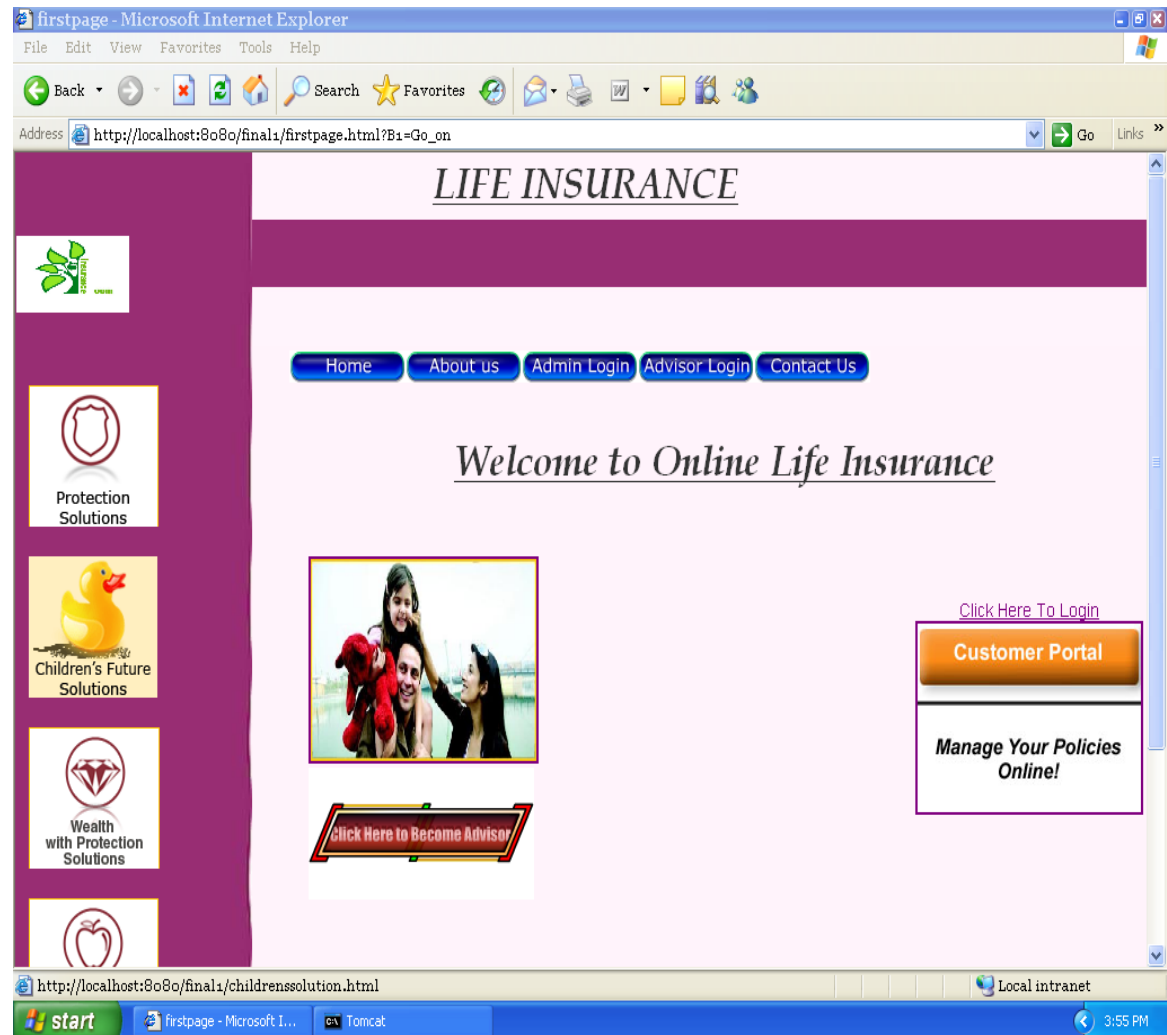 firstpage - Microsoft Internet Explorer
File Edit View Favorites Tools Help
Back Search Favorites
Address http://localhost:8080/final1/firstpage.html?B1=Go_on Go Links »
LIFE INSURANCE
Insurance
Home About us Admin Login Advisor Login Contact Us
Welcome to Online Life Insurance
Protection
Solutions
Children's Future
Solutions
Wealth
with Protection
Solutions
Click Here to Become Advisor
Click Here To Login
Customer Portal
Manage Your Policies
Online!
http://localhost:8080/final1/childrenssolution.html Local intranet
start firstpage - Microsoft I... Tomcat 3:55 PM